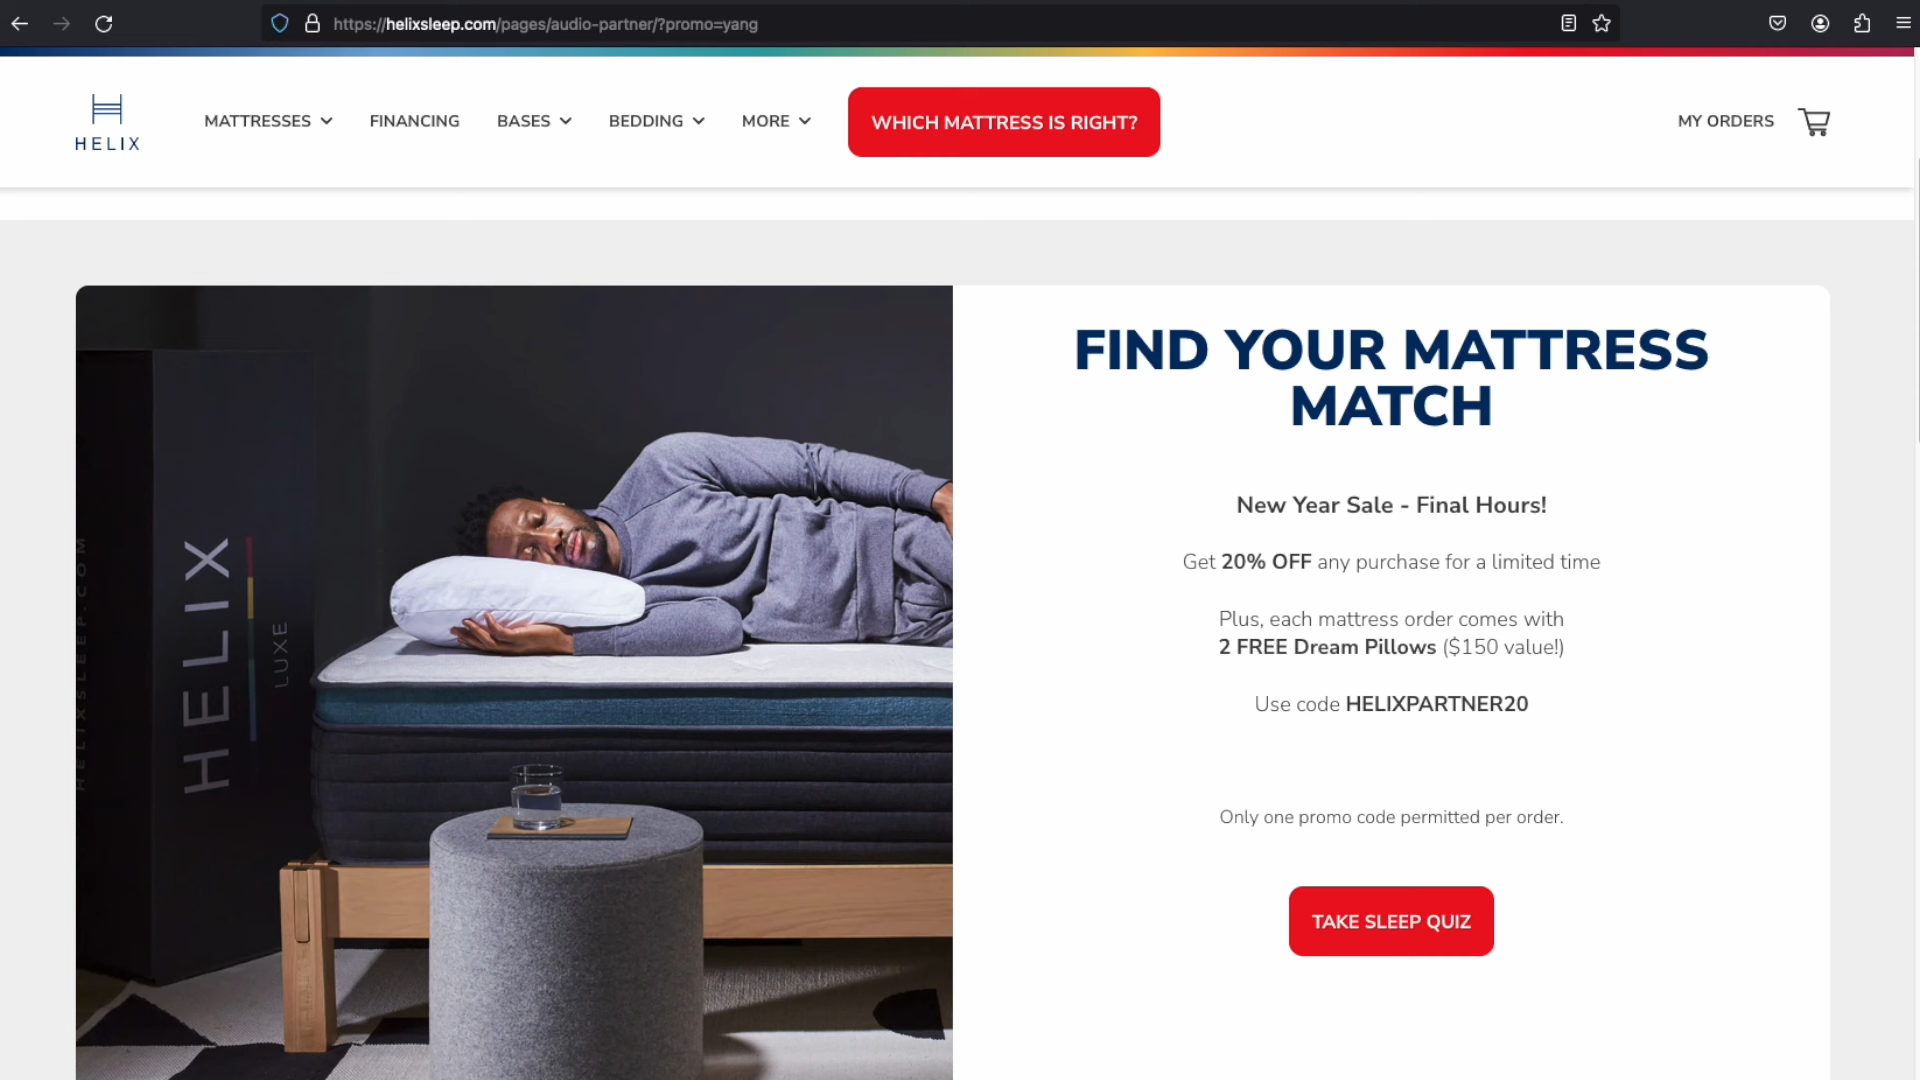 https://helixsleep.com/pages/audio-partner/?promo=yang
HELIX
MATTRESSES
FINANCING
BASES
BEDDING
MORE
WHICH MATTRESS IS RIGHT?
MY ORDERS
HELIXSLEEP.COM
HELIX
LUXE
FIND YOUR MATTRESS
MATCH
New Year Sale - Final Hours!
Get 20% OFF any purchase for a limited time
Plus, each mattress order comes with
2 FREE Dream Pillows ($150 value!)
Use code HELIXPARTNER20
Only one promo code permitted per order.
TAKE SLEEP QUIZ